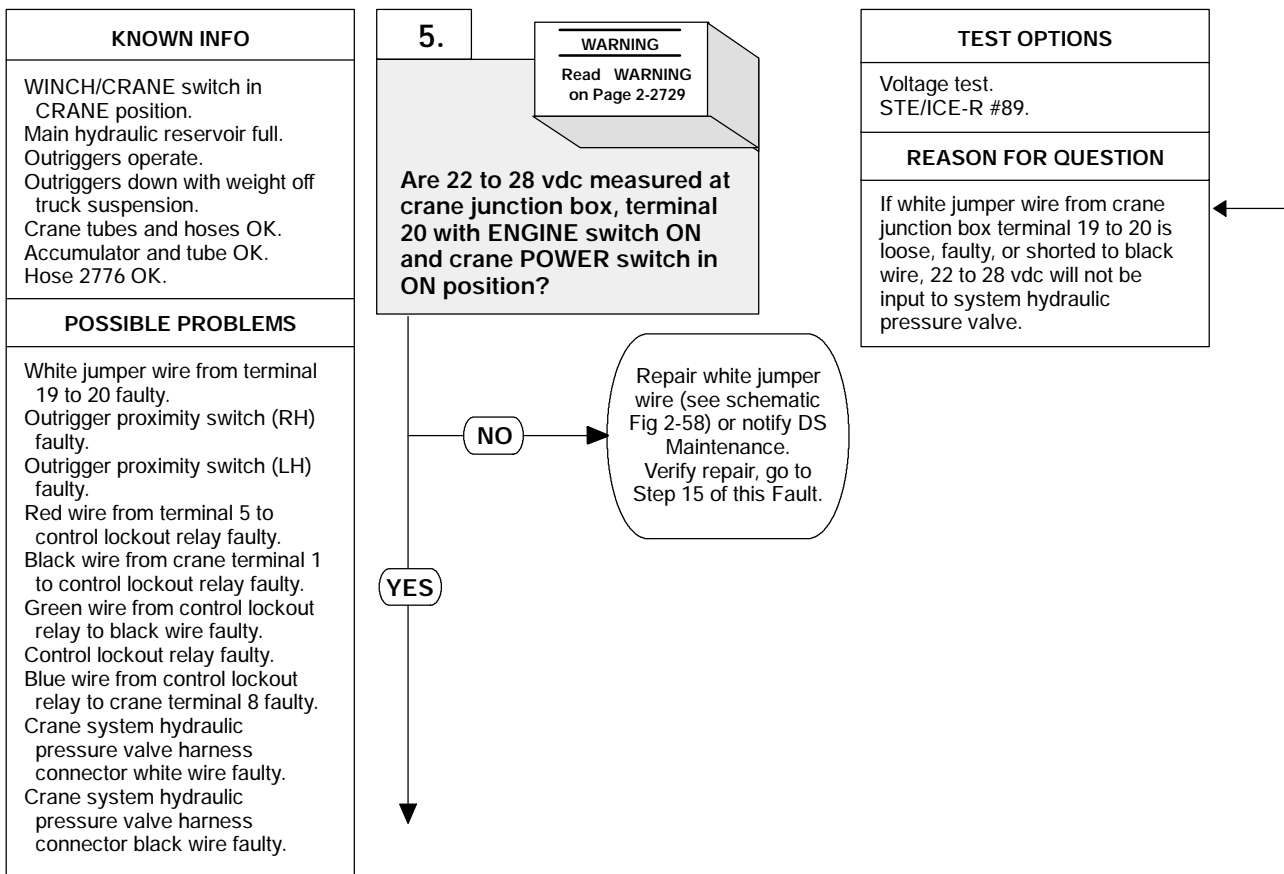 KNOWN INFO
WINCH/CRANE switch in
CRANE position.
Main hydraulic reservoir full.
Outriggers operate.
Outriggers down with weight off
truck suspension.
Crane tubes and hoses OK.
Accumulator and tube OK.
Hose 2776 OK.
POSSIBLE PROBLEMS
White jumper wire from terminal
19 to 20 faulty.
Outrigger proximity switch (RH)
faulty.
Outrigger proximity switch (LH)
faulty.
Red wire from terminal 5 to
control lockout relay faulty.
Black wire from crane terminal 1
to control lockout relay faulty.
Green wire from control lockout
relay to black wire faulty.
Control lockout relay faulty.
Blue wire from control lockout
relay to crane terminal 8 faulty.
Crane system hydraulic
pressure valve harness
connector white wire faulty.
Crane system hydraulic
pressure valve harness
connector black wire faulty.
5.
WARNING
Read WARNING
on Page 2-2729
Are 22 to 28 vdc measured at
crane junction box, terminal
20 with ENGINE switch ON
and crane POWER switch in
ON position?
NO
Repair white jumper
wire (see schematic
Fig 2-58) or notify DS
Maintenance.
Verify repair, go to
Step 15 of this Fault.
YES
TEST OPTIONS
Voltage test.
STE/ICE-R #89.
REASON FOR QUESTION
If white jumper wire from crane
junction box terminal 19 to 20 is
loose, faulty, or shorted to black
wire, 22 to 28 vdc will not be
input to system hydraulic
pressure valve.